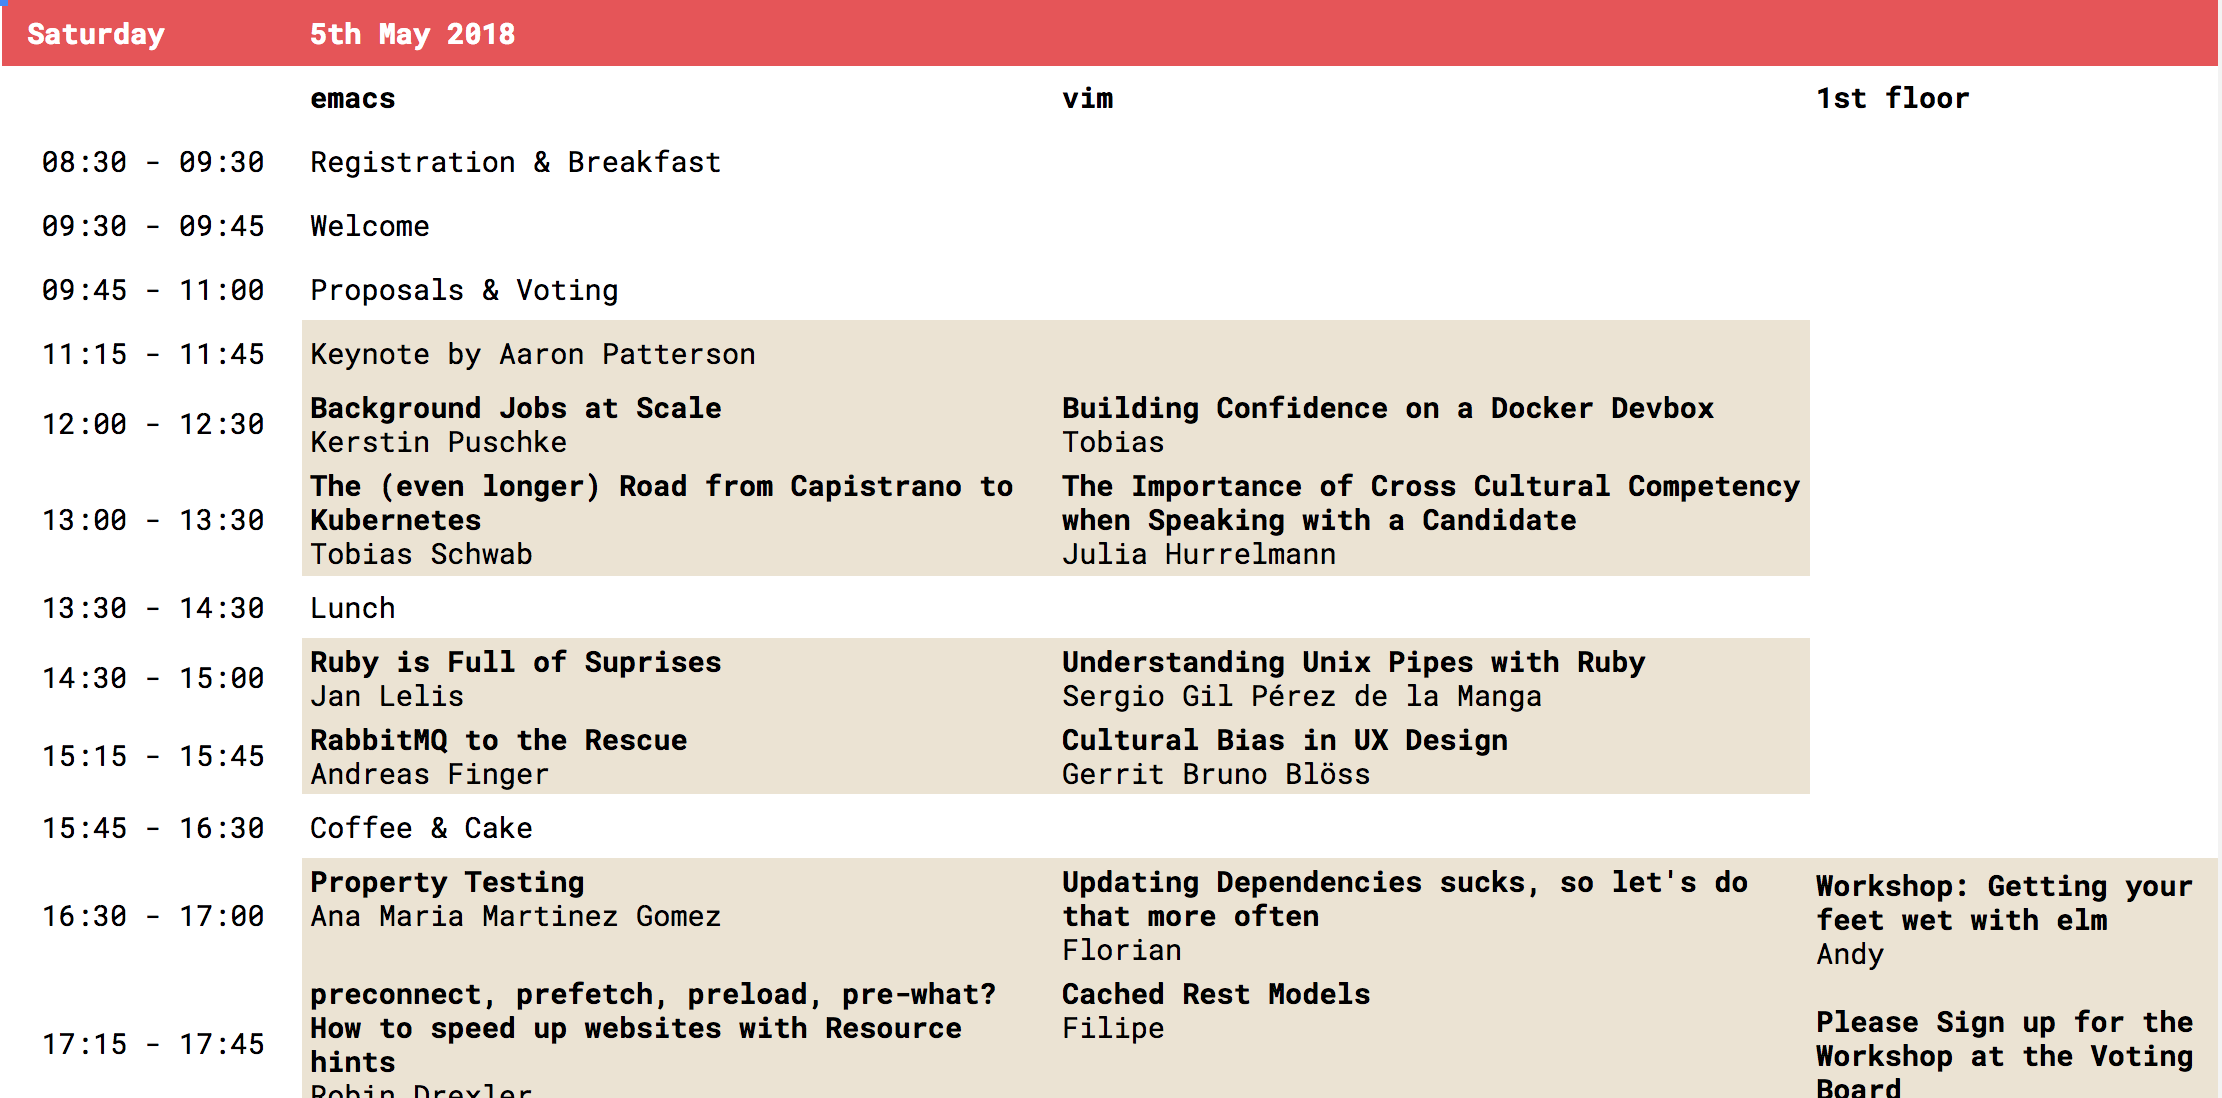 Saturday 5th May 2018
emacs vim 1st floor
08:30 - 09:30 Registration & Breakfast
09:30 - 09:45 Welcome
09:45 - 11:00 Proposals & Voting
11:15 - 11:45 Keynote by Aaron Patterson
12:00 - 12:30
Background Jobs at Scale
Kerstin Puschke
Building Confidence on a Docker Devbox
Tobias
13:00 - 13:30
The (even longer) Road from Capistrano to
Kubernetes
Tobias Schwab
The Importance of Cross Cultural Competency
when Speaking with a Candidate
Julia Hurrelmann
13:30 - 14:30 Lunch
14:30 - 15:00
Ruby is Full of Suprises
Jan Lelis
Understanding Unix Pipes with Ruby
Sergio Gil Pérez de la Manga
15:15 - 15:45
RabbitMQ to the Rescue
Andreas Finger
Cultural Bias in UX Design
Gerrit Bruno Blöss
15:45 - 16:30 Coffee & Cake
16:30 - 17:00
Property Testing
Ana Maria Martinez Gomez
Updating Dependencies sucks, so let's do
that more often
Florian
Workshop: Getting your
feet wet with elm
Andy
17:15 - 17:45
preconnect, prefetch, preload, pre-what?
How to speed up websites with Resource
hints
Robin Drexler
Cached Rest Models
Filipe
Please Sign up for the
Workshop at the Voting
Board